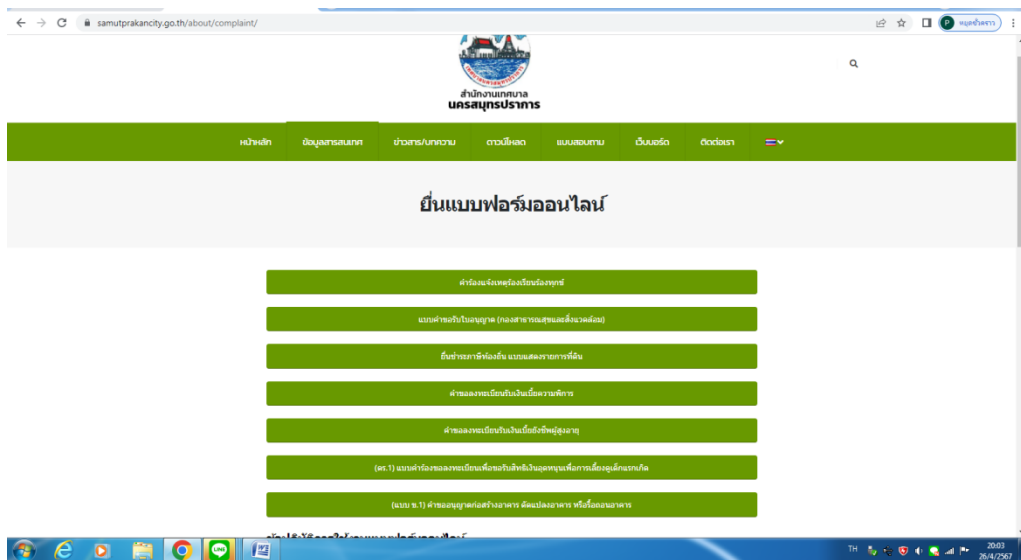 samutprakancity.go.th/about/complaint/
P
สำนักงานเทศบาล
นครสมุทรปราการ
หน้าหลัก ข้อมูลสารสนเทศ ข่าวสาร/บทความ ดาวน์โหลด แบบสอบถาม เว็บบอร์ด ติดต่อเรา
ยื่นแบบฟอร์มออนไลน์
คำร้องแจ้งเหตุร้องเรียนร้องทุกข์
แบบคำขอรับใบอนุญาต (กองสาธารณสุขและสิ่งแวดล้อม)
ยื่นชำระภาษีท้องถิ่น แบบแสดงรายการที่ดิน
คำขอลงทะเบียนรับเงินเบี้ยความพิการ
คำขอลงทะเบียนรับเงินเบี้ยยังชีพผู้สูงอายุ
(ดร.1) แบบคำร้องขอลงทะเบียนเพื่อขอรับสิทธิเงินอุดหนุนเพื่อการเลี้ยงดูเด็กแรกเกิด
(แบบ ข.1) คำขออนุญาตก่อสร้างอาคาร ดัดแปลงอาคาร หรือรื้อถอนอาคาร
LINE
TH
20:03
26/4/2567